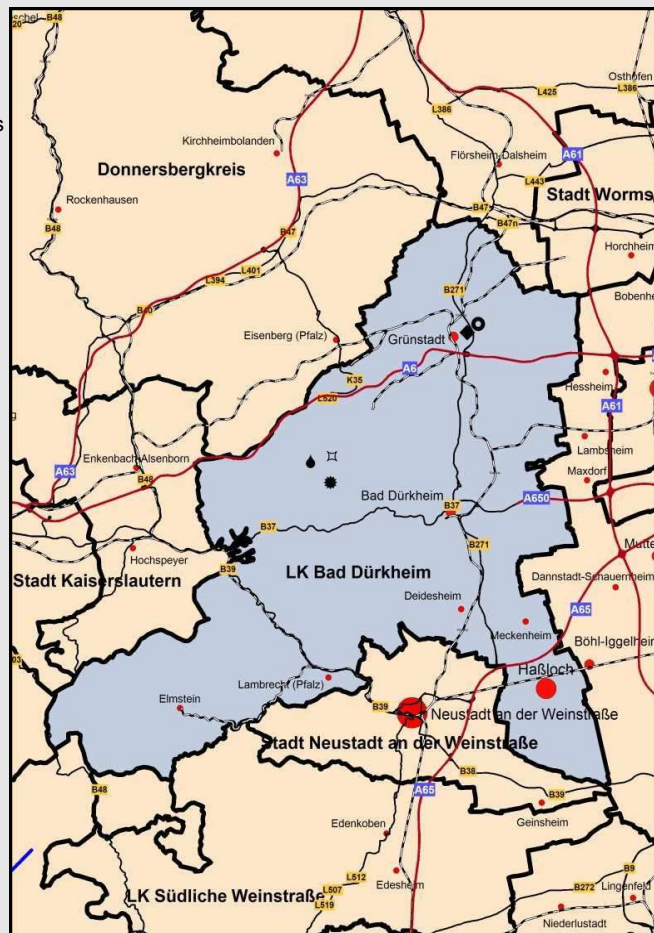 B48
B48
s
Osthofen
L386
L425
L386
Kirchheimbolanden
Flörsheim-Dalsheim
A61
Donnersbergkreis
A63
L443
Stadt Worms
Rockenhausen
B47
B48
B47
B47n
Horchheim
L401
L394
B271
Bobenhe
B40
Grünstadt
Eisenberg (Pfalz)
A6
K35
Hessheim
L520
A61
Lambsheim
Enkenbach-Alsenborn
A63
B48
Maxdorf
Bad Dürkheim
A650
B37
B37
Hochspeyer
B271
Mutte
B39
LK Bad Dürkheim
Stadt Kaiserslautern
Dannstadt-Schauernheim
Deidesheim
A65
Meckenheim
Böhl-Iggelheim
Haßloch
Lambrecht (Pfalz)
Elmstein
B39
Neustadt an der Weinstraße
Stadt Neustadt an der Weinstraße
B38
B48
A65
B39
Geinsheim
Edenkoben
B9
L512
Edesheim
B272
L507
Lingenfeld
LK Südliche Weinstraße
L519
Niederlustadt